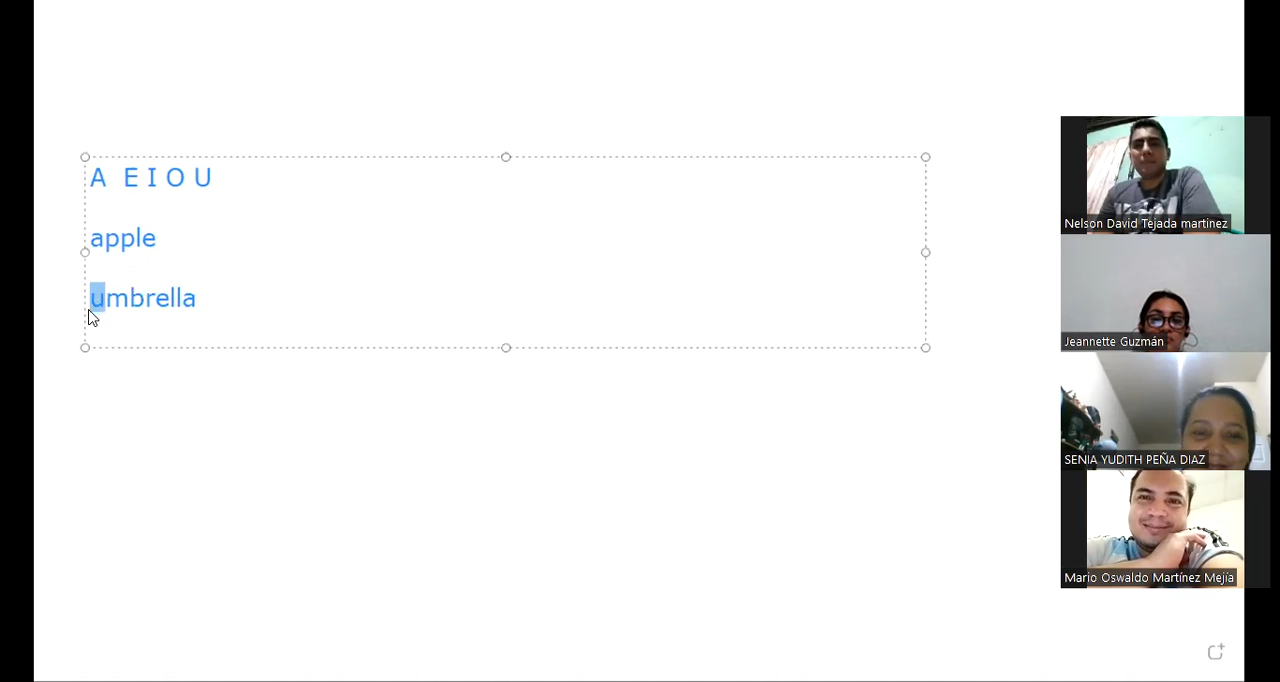 A E I O U
apple
umbrella
Nelson David Tejada martinez
Jeannette Guzmán
SENIA YUDITH PEÑA DIAZ
Mario Oswaldo Martínez Mejía